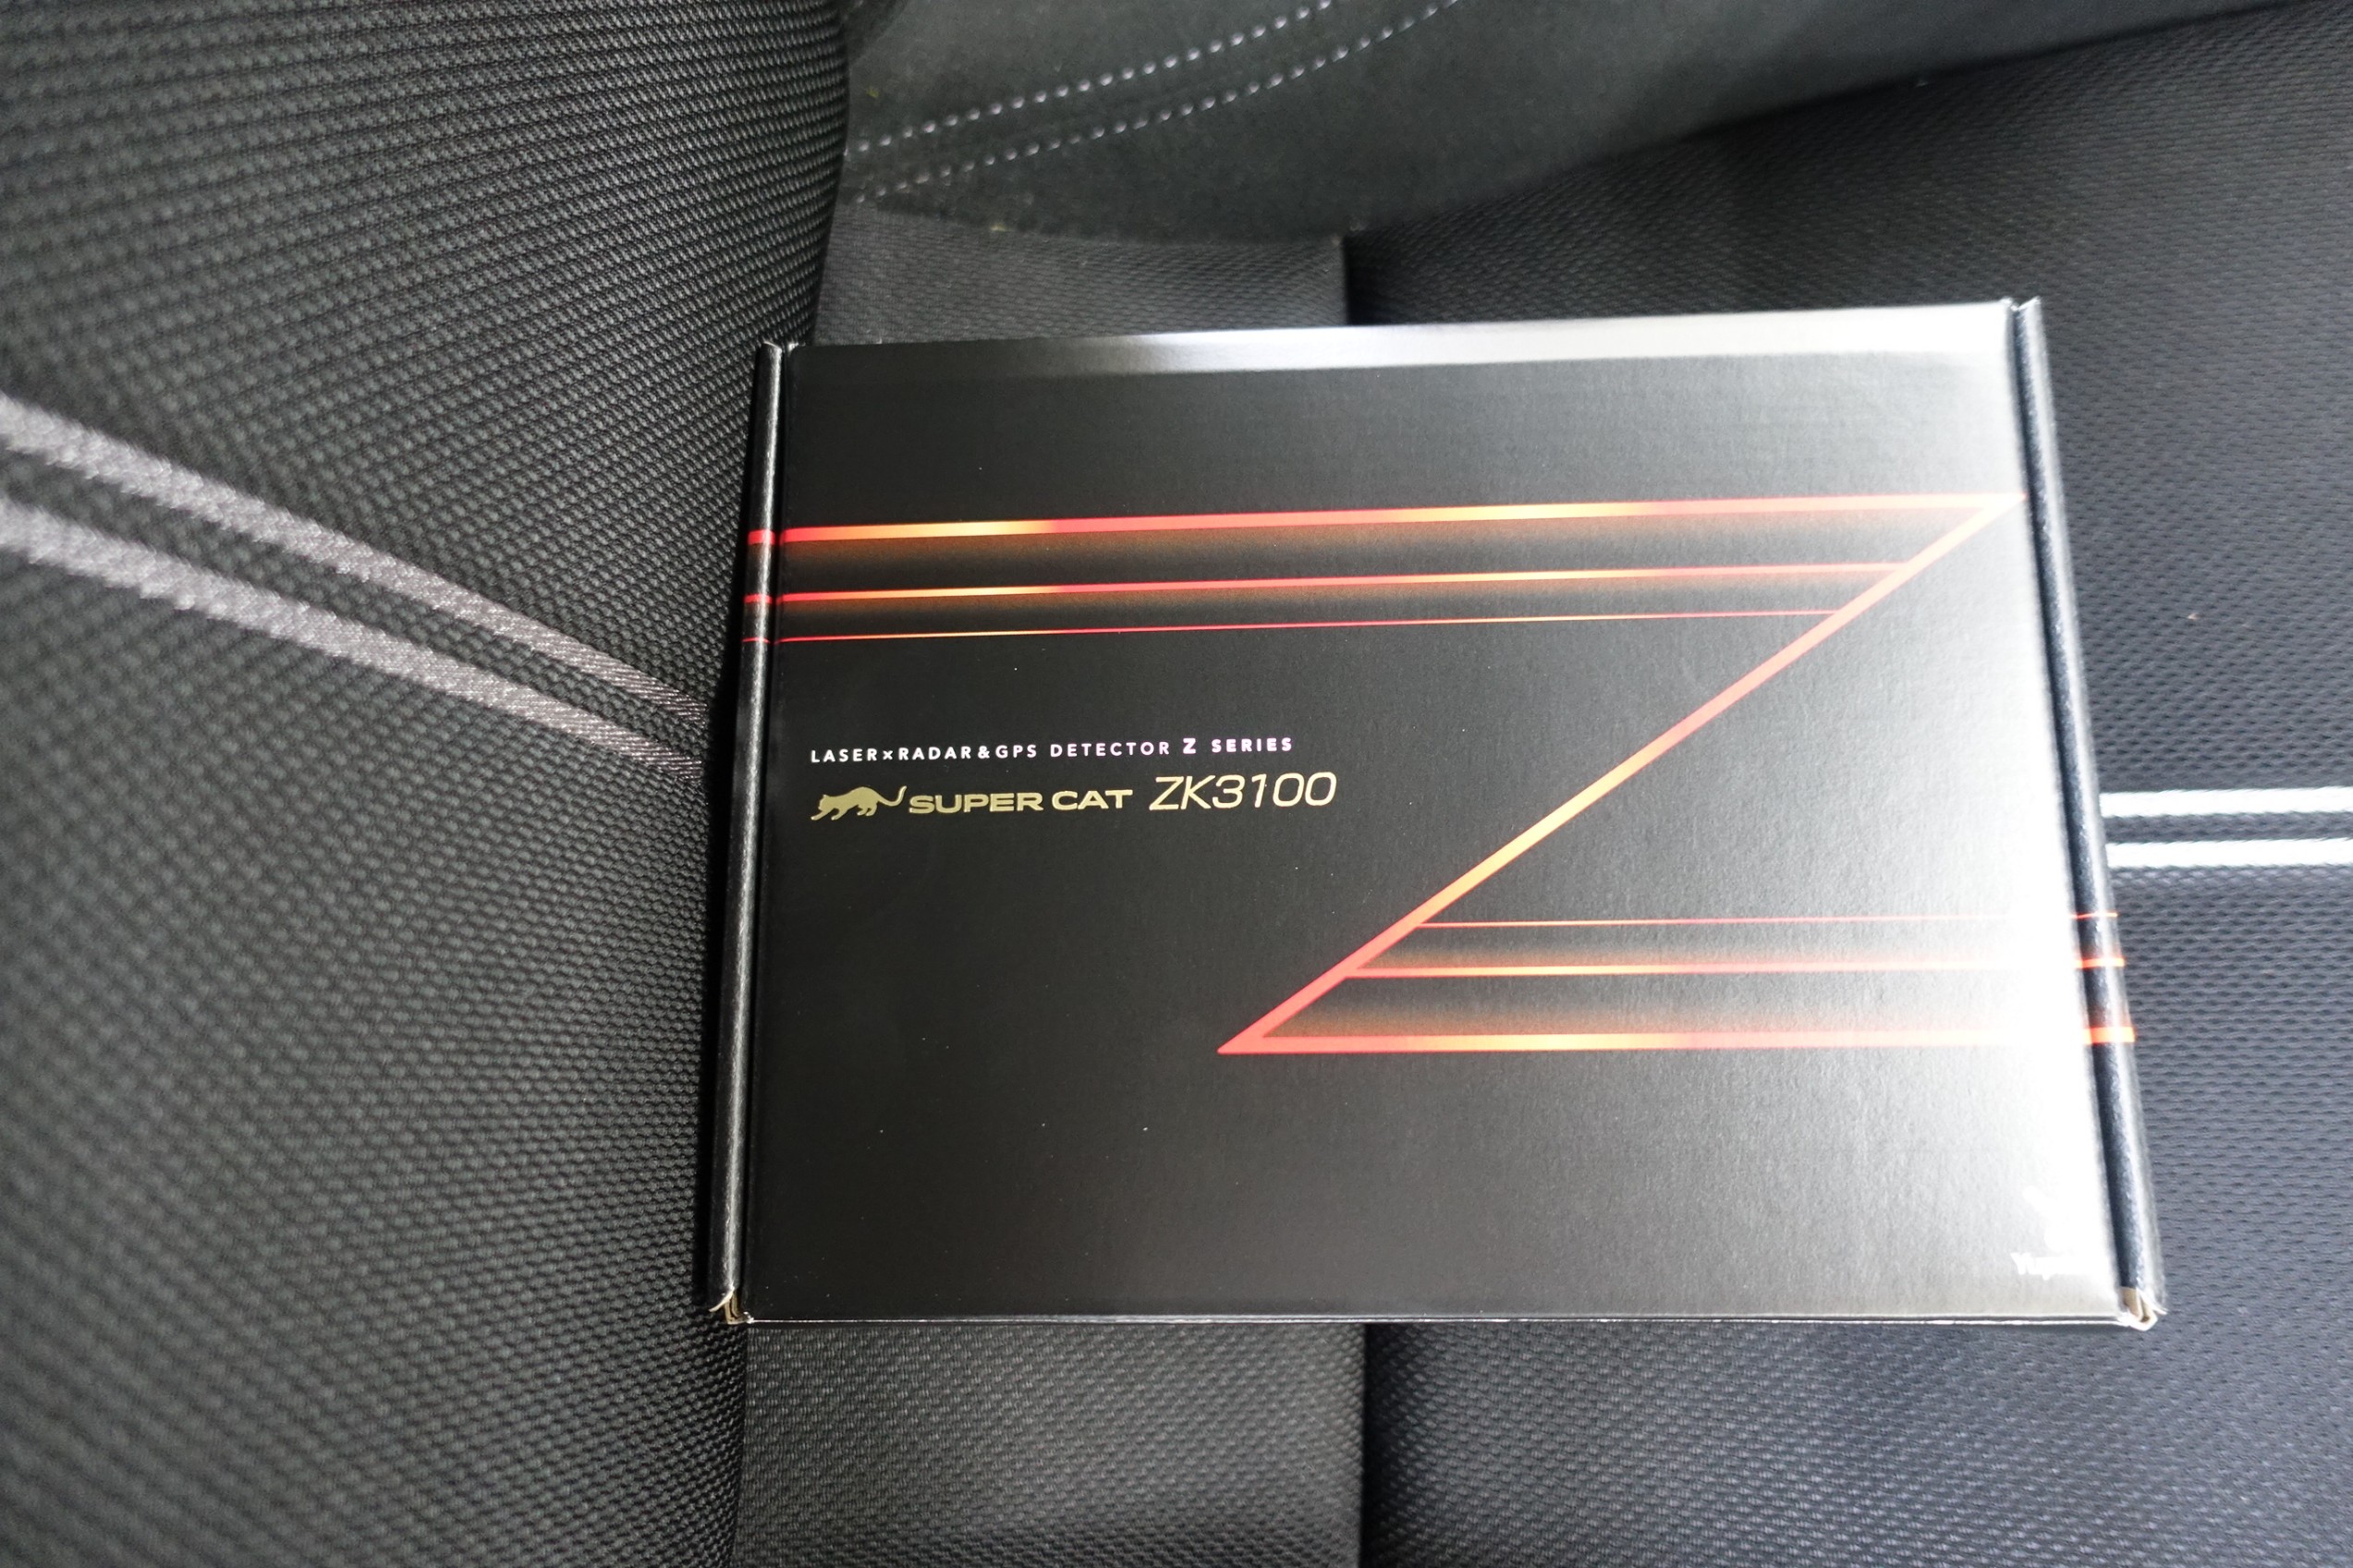 LASER×RADAR&GPS DETECTOR Z SERIES
SUPER CAT ZK3100